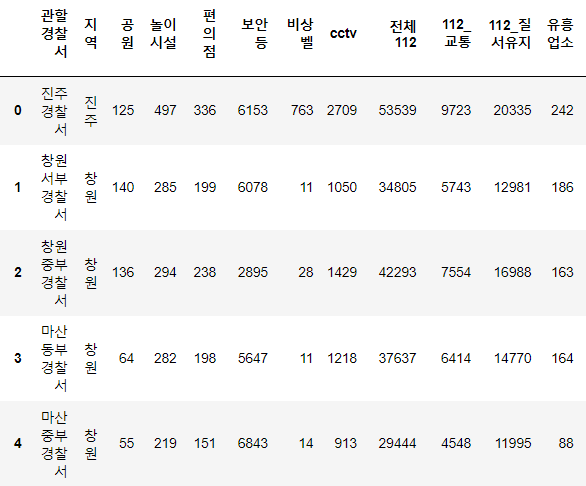 관할경찰서 지역 공원 놀이시설 편의점 보안등 비상벨 cctv 전체112 112_교통 112_질서유지 유흥업소
0 진주경찰서 진주 125 497 336 6153 763 2709 53539 9723 20335 242
1 창원서부경찰서 창원 140 285 199 6078 11 1050 34805 5743 12981 186
2 창원중부경찰서 창원 136 294 238 2895 28 1429 42293 7554 16988 163
3 마산동부경찰서 창원 64 282 198 5647 11 1218 37637 6414 14770 164
4 마산중부경찰서 창원 55 219 151 6843 14 913 29444 4548 11995 88